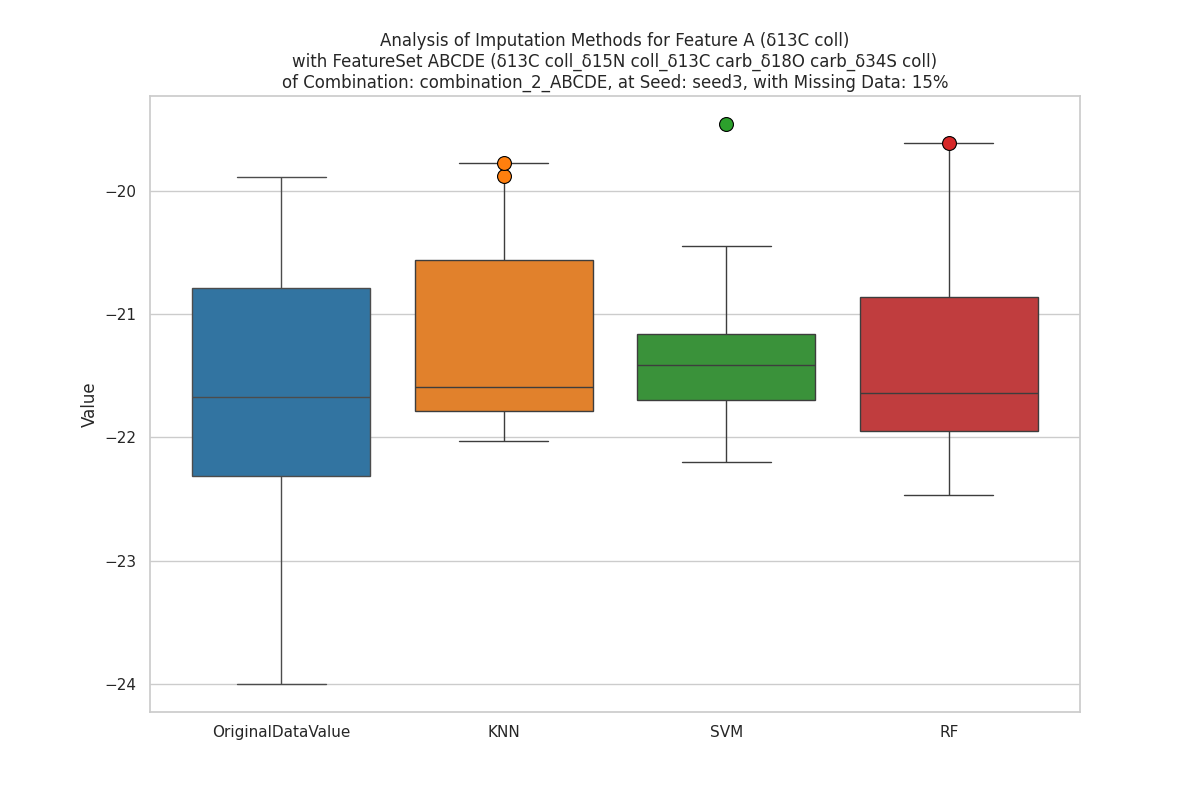 Analysis of Imputation Methods for Feature A (δ13C coll)
with FeatureSet ABCDE (δ13C coll_δ15N coll_δ13C carb_δ18O carb_δ34S coll)
of Combination: combination_2_ABCDE, at Seed: seed3, with Missing Data: 15%
Value
−20
−21
−22
−23
−24
OriginalDataValue
KNN
SVM
RF